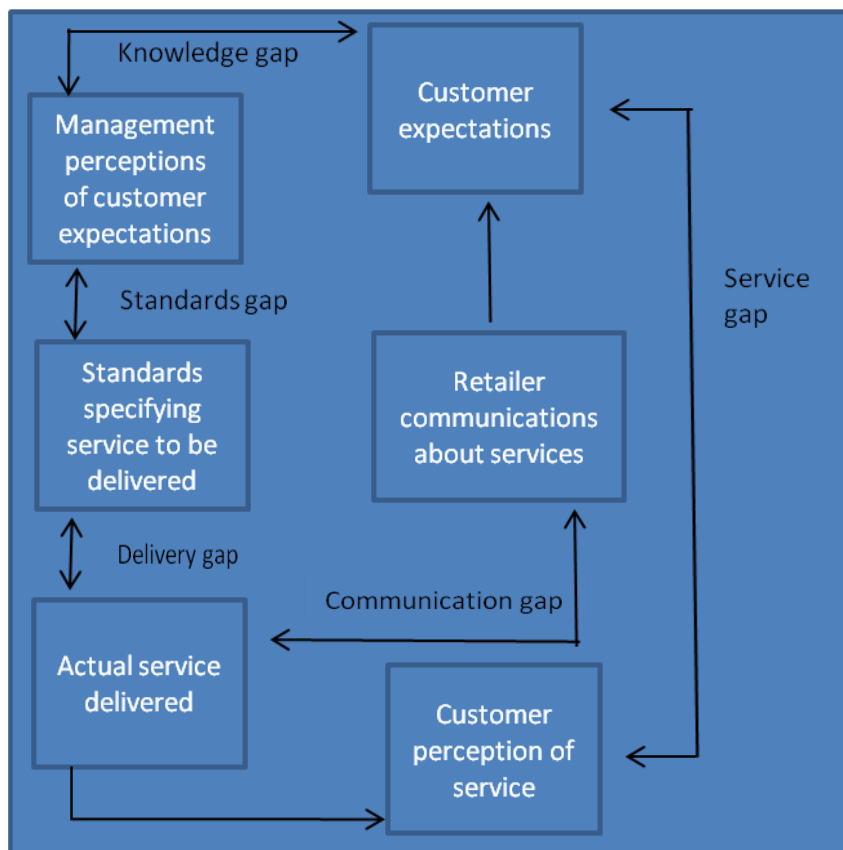 Knowledge gap
Customer
expectations
Management
perceptions
of customer
expectations
Service
gap
Standards gap
Standards
specifying
service to be
delivered
Retailer
communications
about services
Delivery gap
Communication gap
Actual service
delivered
Customer
perception of
service